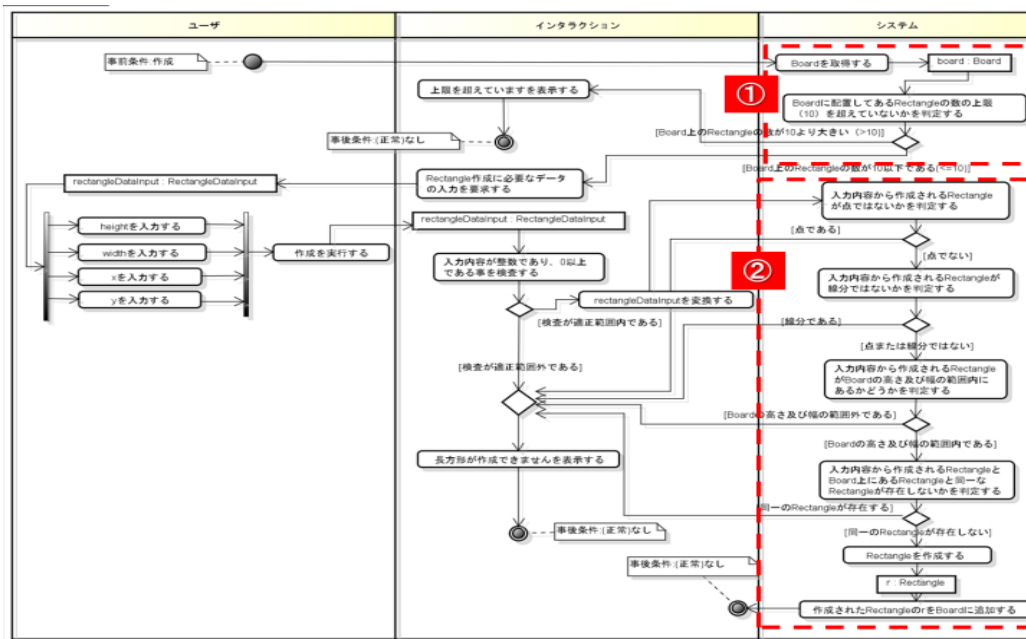 ユーザ
インタラクション
システム
事前条件:作成
Boardを取得する
board : Board
①
上限を超えていますを表示する
Boardに配置してあるRectangleの数の上限
（10）を超えていないかを判定する
[Board上のRectangleの数が10より大きい（>10)]
事後条件:(正常)なし
[Board上のRectangleの数が10以下である(<=10)]
Rectangle作成に必要なデータ
の入力を要求する
rectangleDataInput : RectangleDataInput
rectangleDataInput : RectangleDataInput
heightを入力する
widthを入力する
xを入力する
yを入力する
作成を実行する
入力内容が整数であり、0以上
である事を検査する
rectangleDataInputを変換する
[検査が適正範囲内である]
[検査が適正範囲外である]
長方形が作成できませんを表示する
事後条件:(正常)なし
②
入力内容から作成されるRectangle
が点ではないかを判定する
[点である]
[点でない]
入力内容から作成されるRectangleが
線分ではないかを判定する
[線分である]
[点または線分ではない]
入力内容から作成されるRectangle
がBoardの高さ及び幅の範囲内に
あるかどうかを判定する
[Boardの高さ及び幅の範囲外である]
[Boardの高さ及び幅の範囲内である]
入力内容から作成されるRectangleと
Board上にあるRectangleと同一な
Rectangleが存在しないかを判定する
同一のRectangleが存在する]
[同一のRectangleが存在しない]
Rectangleを作成する
r : Rectangle
作成されたRectangleのrをBoardに追加する
事後条件:(正常)なし